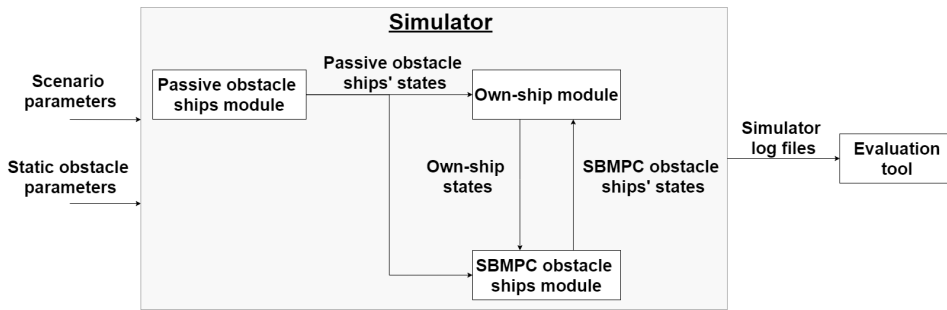 Simulator
Scenario
parameters
Static obstacle
parameters
Passive obstacle
ships module
Passive obstacle
ships' states
Own-ship module
Own-ship
states
SBMPC obstacle
ships' states
SBMPC obstacle
ships module
Simulator
log files
Evaluation
tool